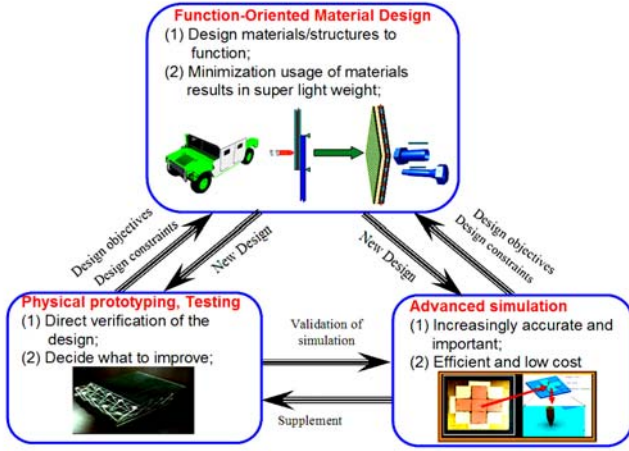 Function-Oriented Material Design
(1) Design materials/structures to
function;
(2) Minimization usage of materials
results in super light weight;
Design objectives
Design constraints
New Design
New Design
Design objectives
Design constraints
Physical prototyping, Testing
(1) Direct verification of the
design;
(2) Decide what to improve;
Validation of
simulation
Supplement
Advanced simulation
(1) Increasingly accurate and
important;
(2) Efficient and low cost